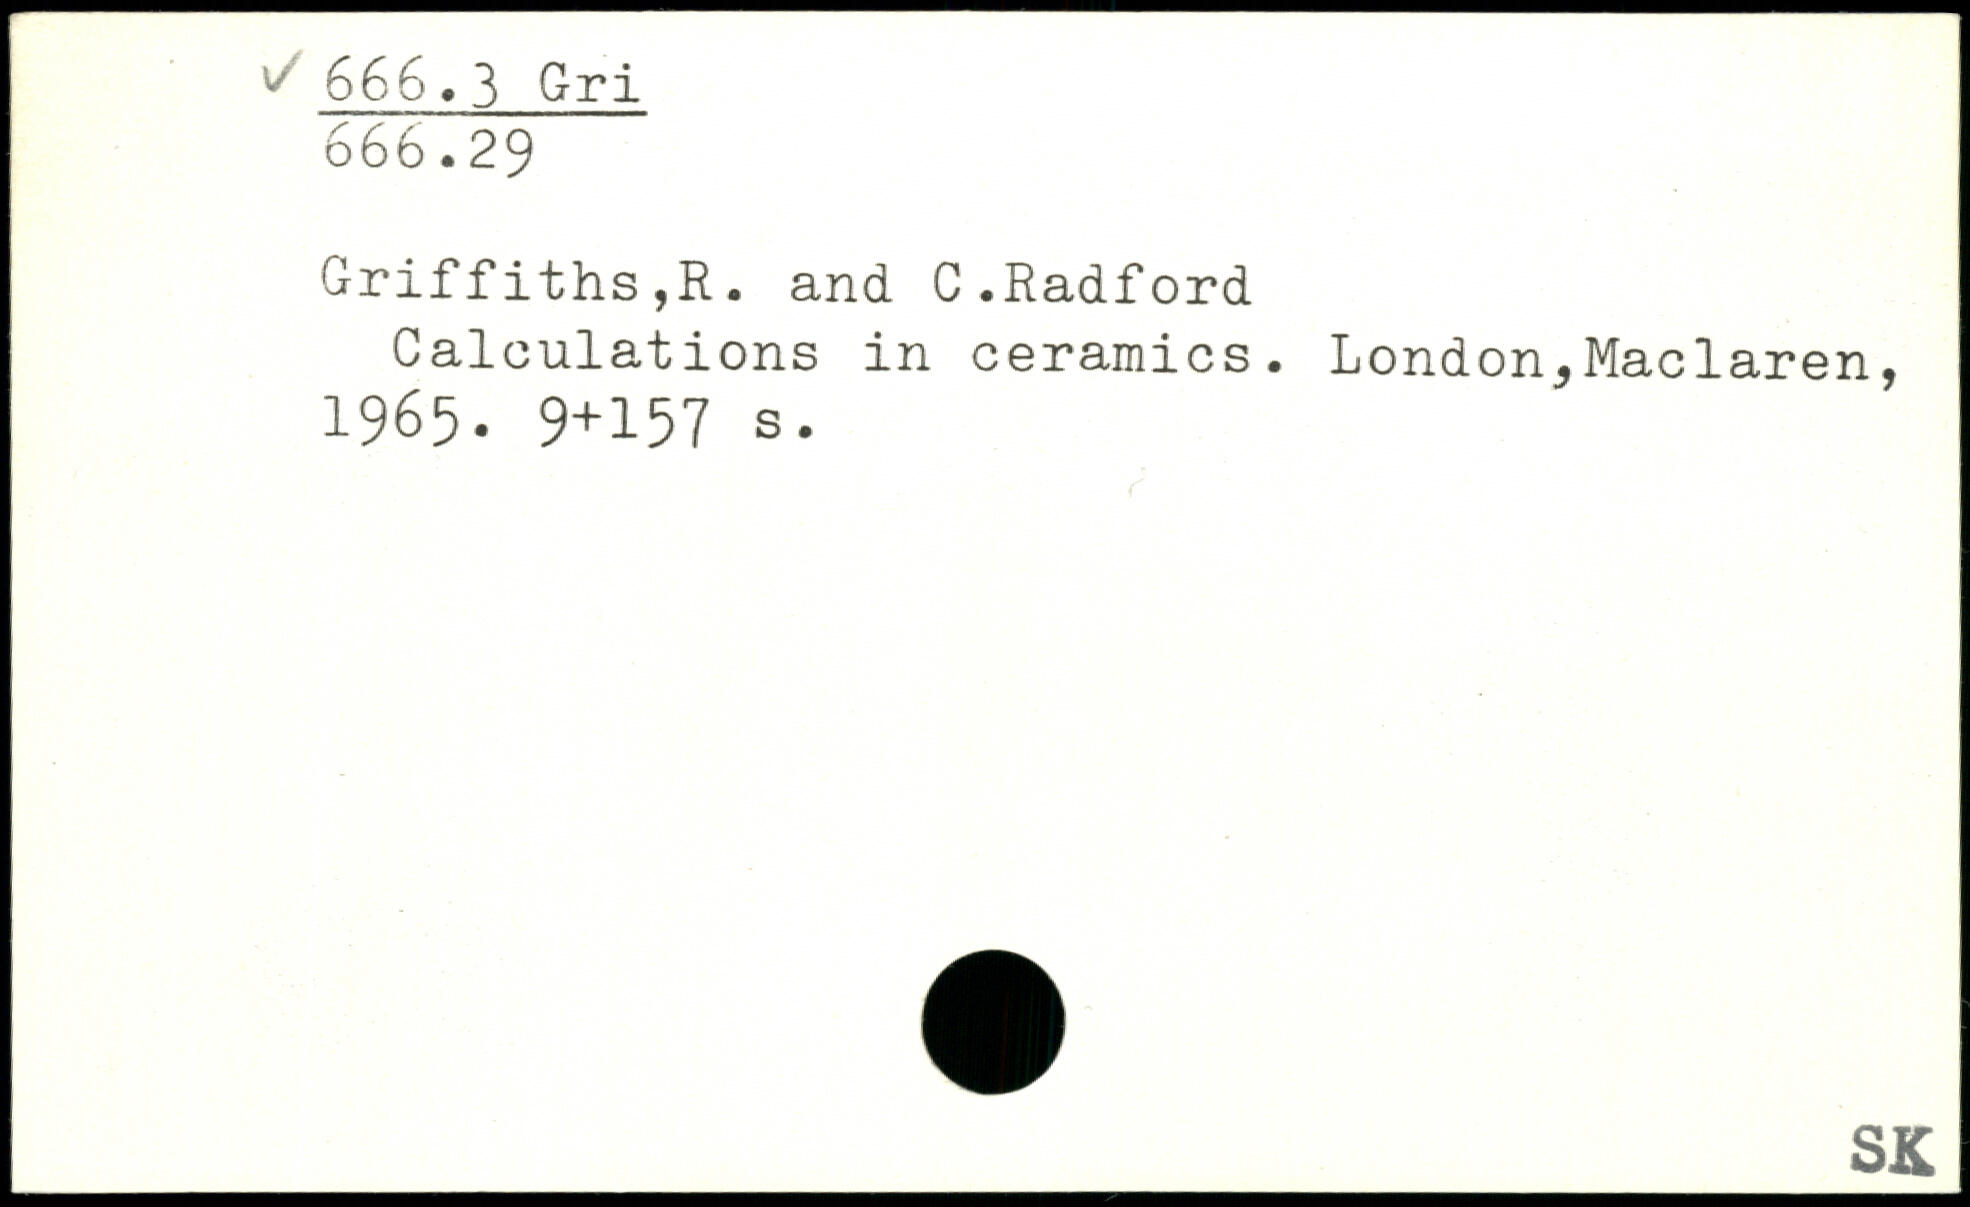 ✓ 666.3 Gri
666.29
Griffiths,R. and C.Radford
Calculations in ceramics. London,Maclaren,
1965. 9+157 s.
SK